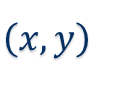 (x, y)